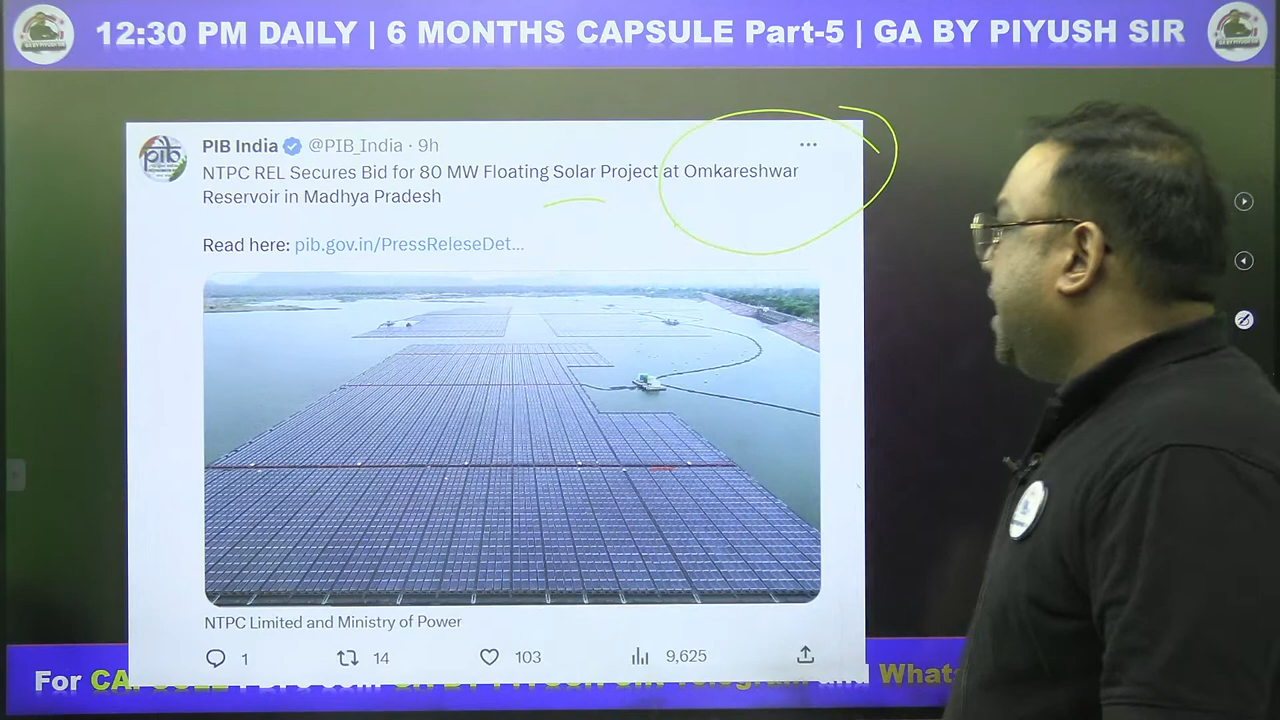 12:30 PM DAILY | 6 MONTHS CAPSULE Part-5 | GA BY PIYUSH SIR
PIB India @PIB_India · 9h
NTPC REL Secures Bid for 80 MW Floating Solar Project at Omkareshwar
Reservoir in Madhya Pradesh
Read here: pib.gov.in/PressReleseDet...
NTPC Limited and Ministry of Power
1 14 103 9,625
For